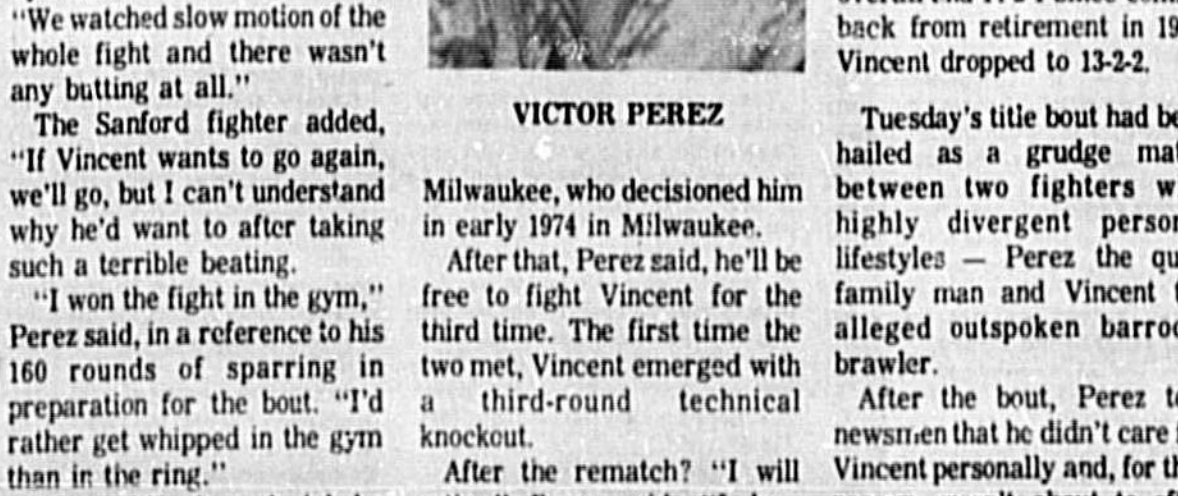 "We watched slow motion of the
whole fight and there wasn't
any butting at all."
The Sanford fighter added,
"If Vincent wants to go again,
we'll go, but I can't understand
why he'd want to after taking
such a terrible beating.
"I won the fight in the gym,"
Perez said, in a reference to his
160 rounds of sparring in
preparation for the bout. "I'd
rather get whipped in the gym
than in the ring."
VICTOR PEREZ
Milwaukee, who decisioned him
in early 1974 in Milwaukee.
After that, Perez said, he'll be
free to fight Vincent for the
third time. The first time the
two met, Vincent emerged with
a third-round technical
knockout.
After the rematch? "I will
back from retirement in 19
Vincent dropped to 13-2-2.
Tuesday's title bout had be
hailed as a grudge mat
between two fighters w
highly divergent person
lifestyles — Perez the qu
family man and Vincent t
alleged outspoken barroo
brawler.
After the bout, Perez to
newsmen that he didn't care
Vincent personally and, for th